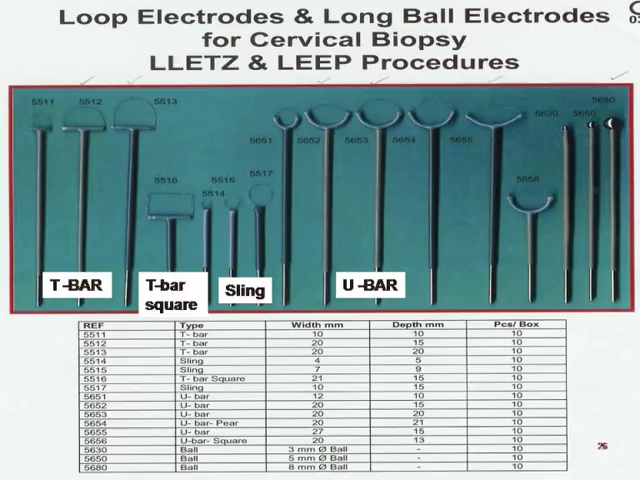 Loop Electrodes & Long Ball Electrodes
for Cervical Biopsy
LLETZ & LEEP Procedures
5511 5512 5513
5660
5630 5650
5651 5652 5653 5654 5655
5516 5515 5517
5514
5656
T-BAR
T-bar
square
Sling
U-BAR
REF Type Width mm Depth mm Pcs/ Box
5511 T- bar 10 10 10
5512 T- bar 20 15 10
5513 T- bar 20 20 10
5514 Sling 4 5 10
5515 Sling 7 9 10
5516 T- bar Square 21 15 10
5517 Sling 10 15 10
5651 U- bar 12 10 10
5652 U- bar 20 15 10
5653 U- bar 20 20 10
5654 U- bar- Pear 20 21 10
5655 U- bar 27 15 10
5656 U-bar- Square 20 13 10
5630 Ball 3 mm Ø Ball - 10
5650 Ball 5 mm Ø Ball - 10
5680 Ball 8 mm Ø Ball - 10
26